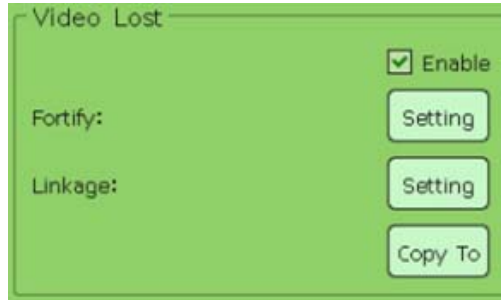 Video Lost
Enable
Fortify: Setting
Linkage: Setting
Copy To